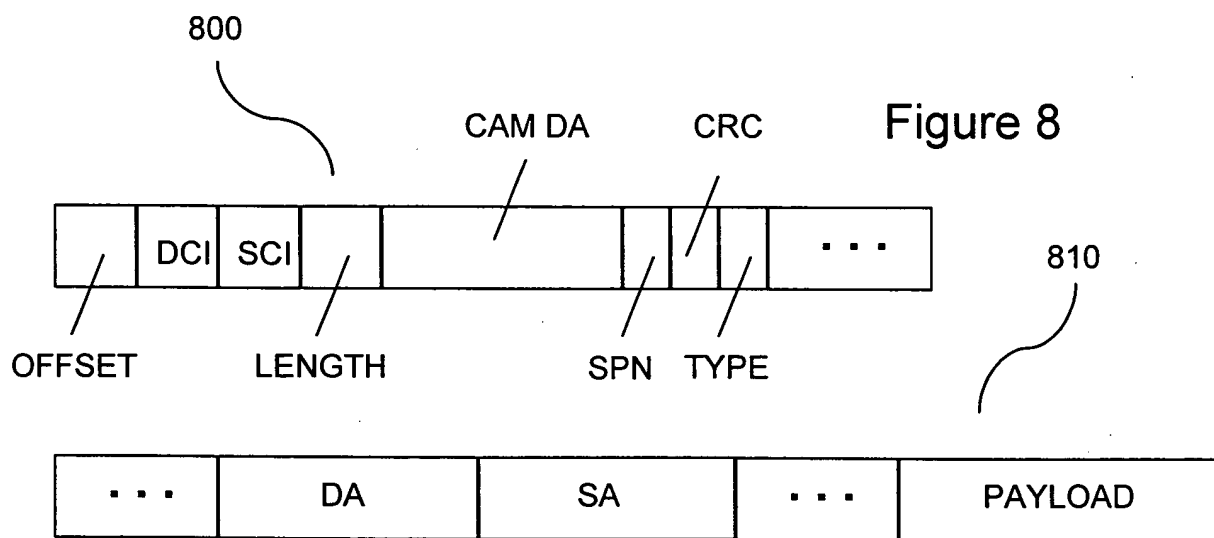 800
CAM DA
CRC
Figure 8
DCI
SCI
...
810
OFFSET
LENGTH
SPN
TYPE
...
DA
SA
...
PAYLOAD